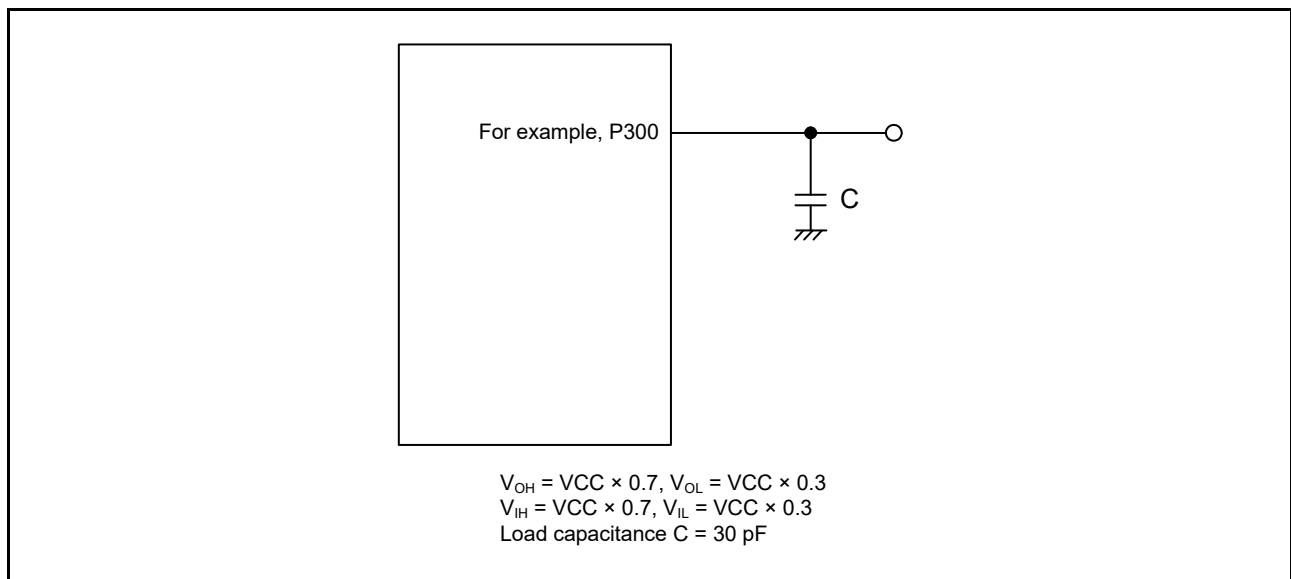 For example, P300
C
V_OH = VCC × 0.7, V_OL = VCC × 0.3
V_IH = VCC × 0.7, V_IL = VCC × 0.3
Load capacitance C = 30 pF